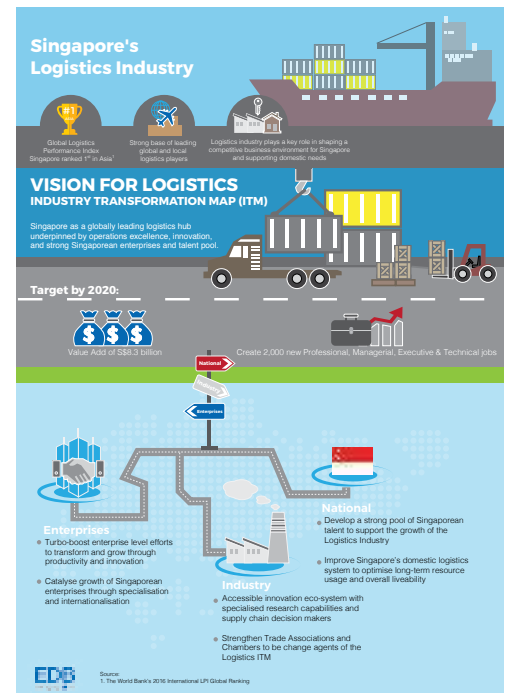 Singapore's
Logistics Industry
1
Global Logistics
Performance Index
Singapore ranked 1st in Asia1
Strong base of leading
global and local
logistics players
Logistics industry plays a key role in shaping a
competitive business environment for Singapore
and supporting domestic needs
VISION FOR LOGISTICS
INDUSTRY TRANSFORMATION MAP (ITM)
Singapore as a globally leading logistics hub
underpinned by operations excellence, innovation,
and strong Singaporean enterprises and talent pool.
Target by 2020:
$ $ $
Value Add of S$8.3 billion
Create 2,000 new Professional, Managerial, Executive & Technical jobs
National
Industry
Enterprises
Enterprises
Turbo-boost enterprise level efforts
to transform and grow through
productivity and innovation
Catalyse growth of Singaporean
enterprises through specialisation
and internationalisation
National
Develop a strong pool of Singaporean
talent to support the growth of the
Logistics Industry
Improve Singapore's domestic logistics
system to optimise long-term resource
usage and overall liveability
Industry
Accessible innovation eco-system with
specialised research capabilities and
supply chain decision makers
Strengthen Trade Associations and
Chambers to be change agents of the
Logistics ITM
EDB
Source:
1. The World Bank's 2016 International LPI Global Ranking